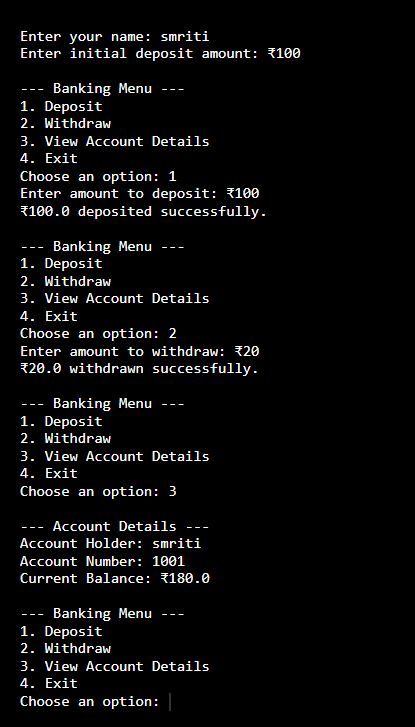 Enter your name: smriti
Enter initial deposit amount: ₹100
--- Banking Menu ---
1. Deposit
2. Withdraw
3. View Account Details
4. Exit
Choose an option: 1
Enter amount to deposit: ₹100
₹100.0 deposited successfully.
--- Banking Menu ---
1. Deposit
2. Withdraw
3. View Account Details
4. Exit
Choose an option: 2
Enter amount to withdraw: ₹20
₹20.0 withdrawn successfully.
--- Banking Menu ---
1. Deposit
2. Withdraw
3. View Account Details
4. Exit
Choose an option: 3
--- Account Details ---
Account Holder: smriti
Account Number: 1001
Current Balance: ₹180.0
--- Banking Menu ---
1. Deposit
2. Withdraw
3. View Account Details
4. Exit
Choose an option: